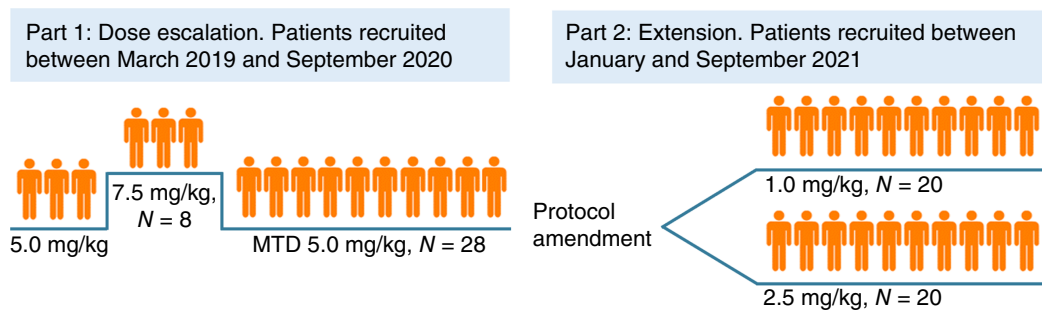 Part 1: Dose escalation. Patients recruited
between March 2019 and September 2020
5.0 mg/kg
7.5 mg/kg,
N = 8
MTD 5.0 mg/kg, N = 28
Part 2: Extension. Patients recruited between
January and September 2021
Protocol
amendment
1.0 mg/kg, N = 20
2.5 mg/kg, N = 20